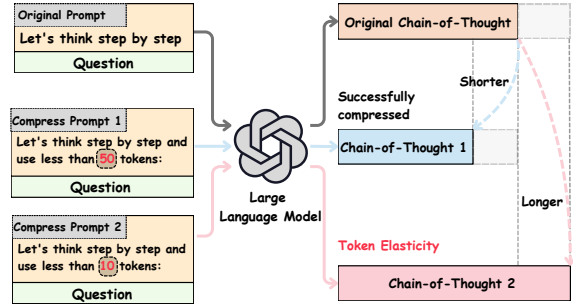 Original Prompt
Let's think step by step
Question
Compress Prompt 1
Let's think step by step and
use less than 50 tokens:
Question
Compress Prompt 2
Let's think step by step and
use less than 10 tokens:
Question
Large
Language Model
Original Chain-of-Thought
Shorter
Successfully
compressed
Chain-of-Thought 1
Longer
Token Elasticity
Chain-of-Thought 2